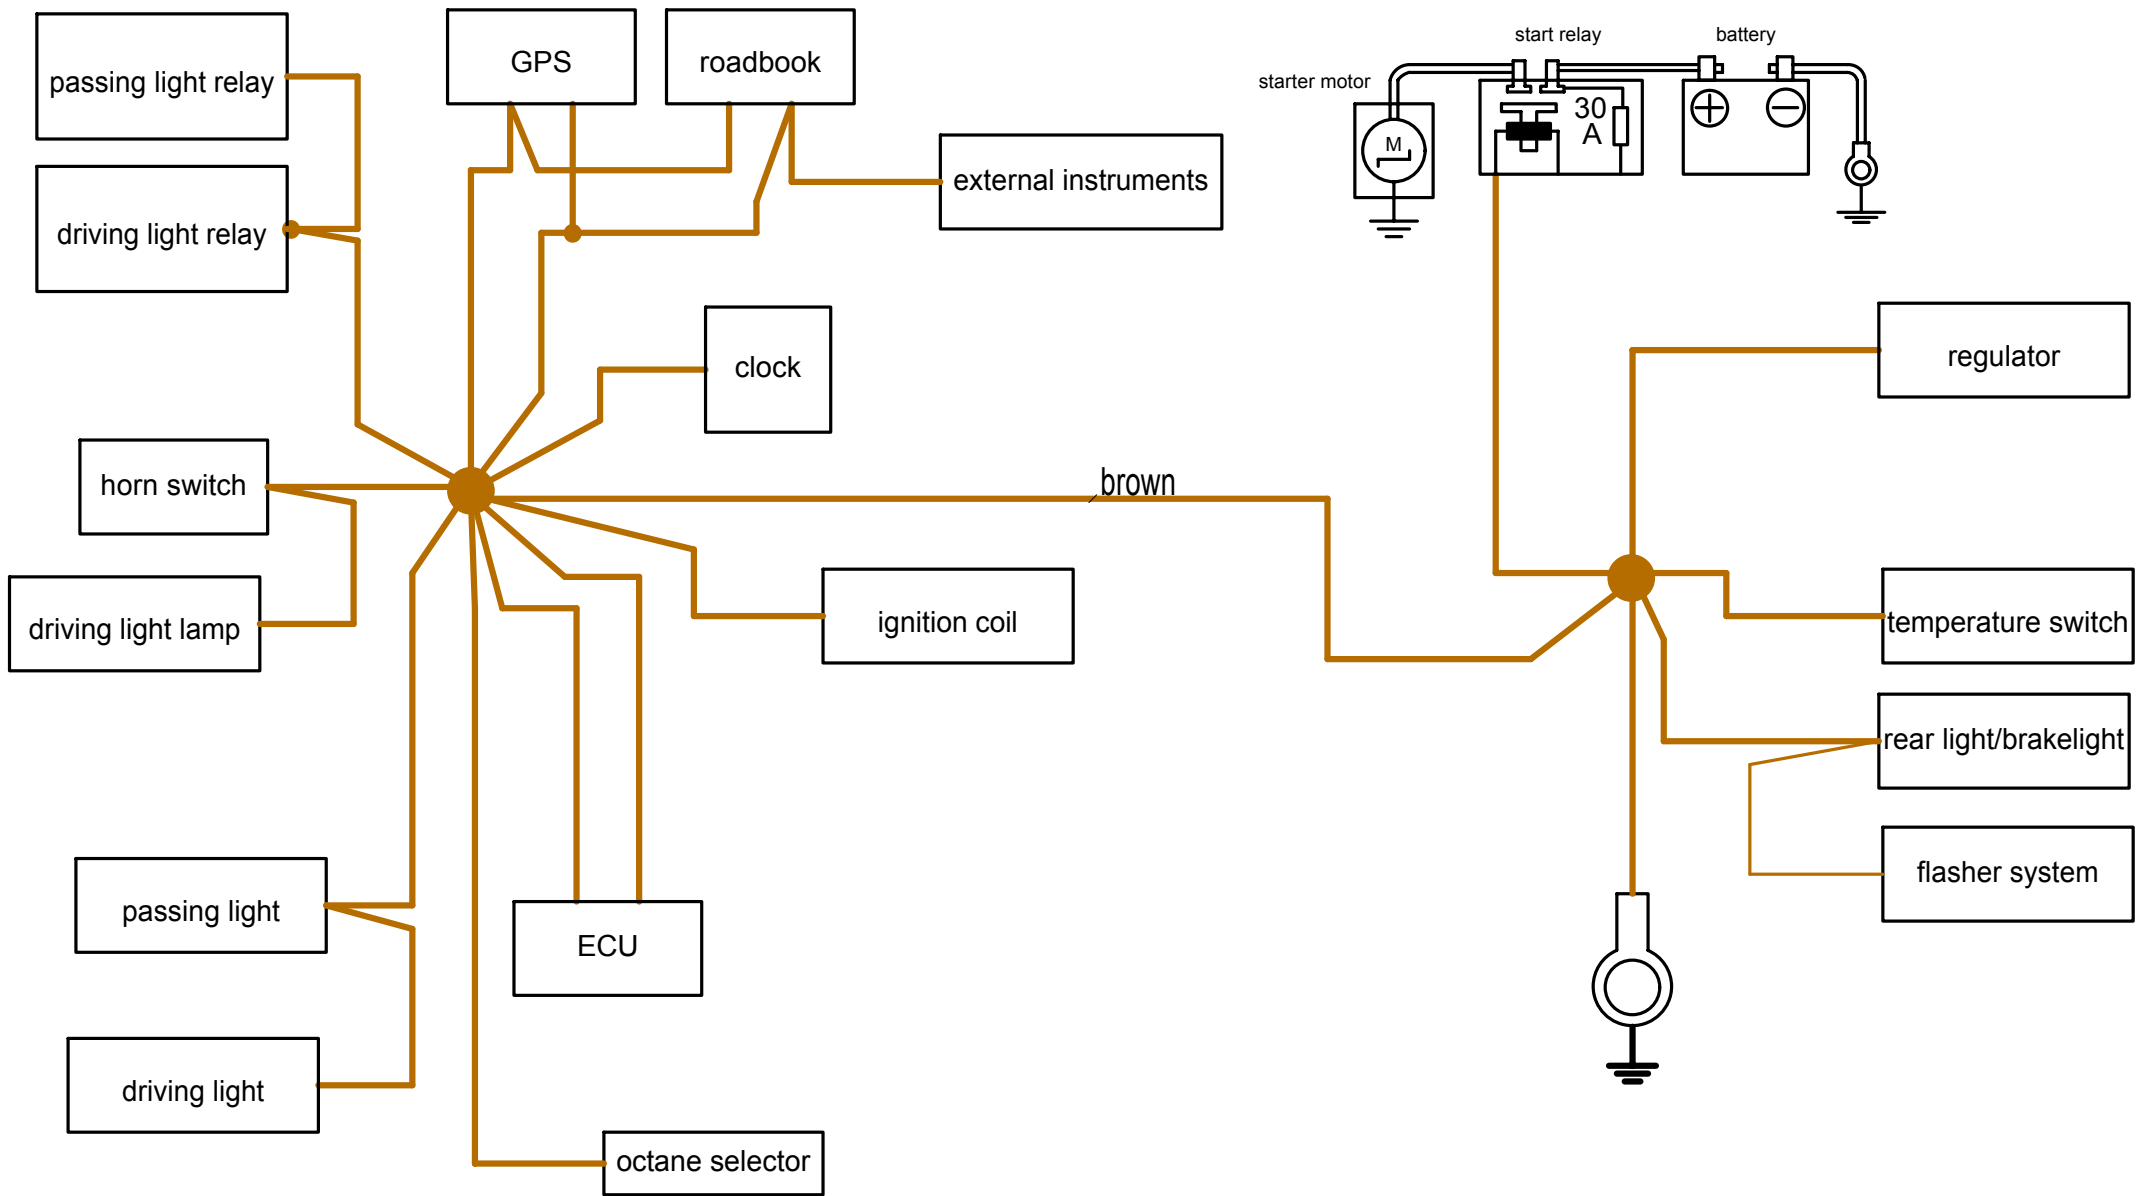 passing light relay
GPS
roadbook
start relay
battery
starter motor
30
A
M
external instruments
driving light relay
clock
regulator
horn switch
brown
driving light lamp
ignition coil
temperature switch
rear light/brakelight
flasher system
passing light
ECU
driving light
octane selector